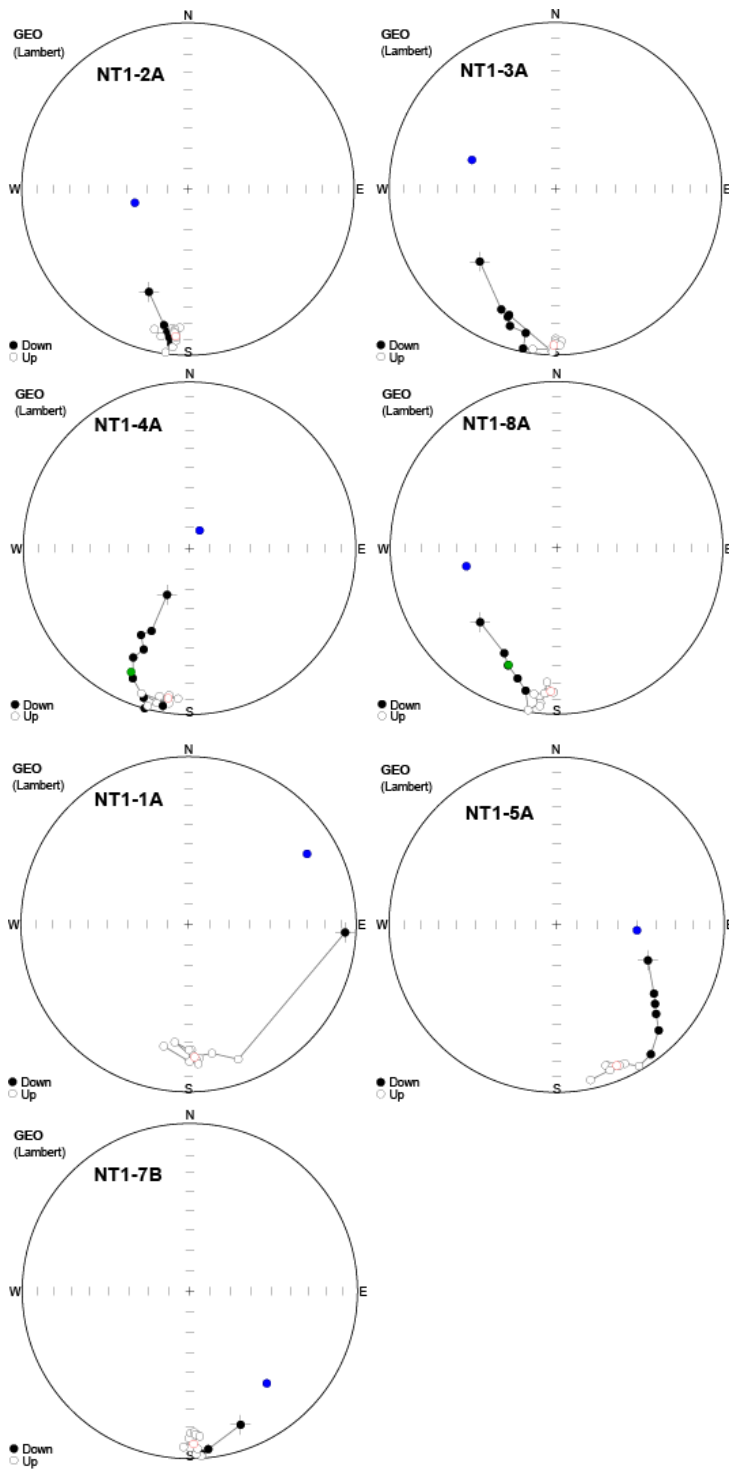 N
GEO
(Lambert)
NT1-2A
W
E
S
Down
Up
N
GEO
(Lambert)
NT1-3A
W
E
S
Down
Up
N
GEO
(Lambert)
NT1-4A
W
E
S
Down
Up
N
GEO
(Lambert)
NT1-8A
W
E
S
Down
Up
N
GEO
(Lambert)
NT1-1A
W
E
S
Down
Up
N
GEO
(Lambert)
NT1-5A
W
E
S
Down
Up
N
GEO
(Lambert)
NT1-7B
W
E
S
Down
Up